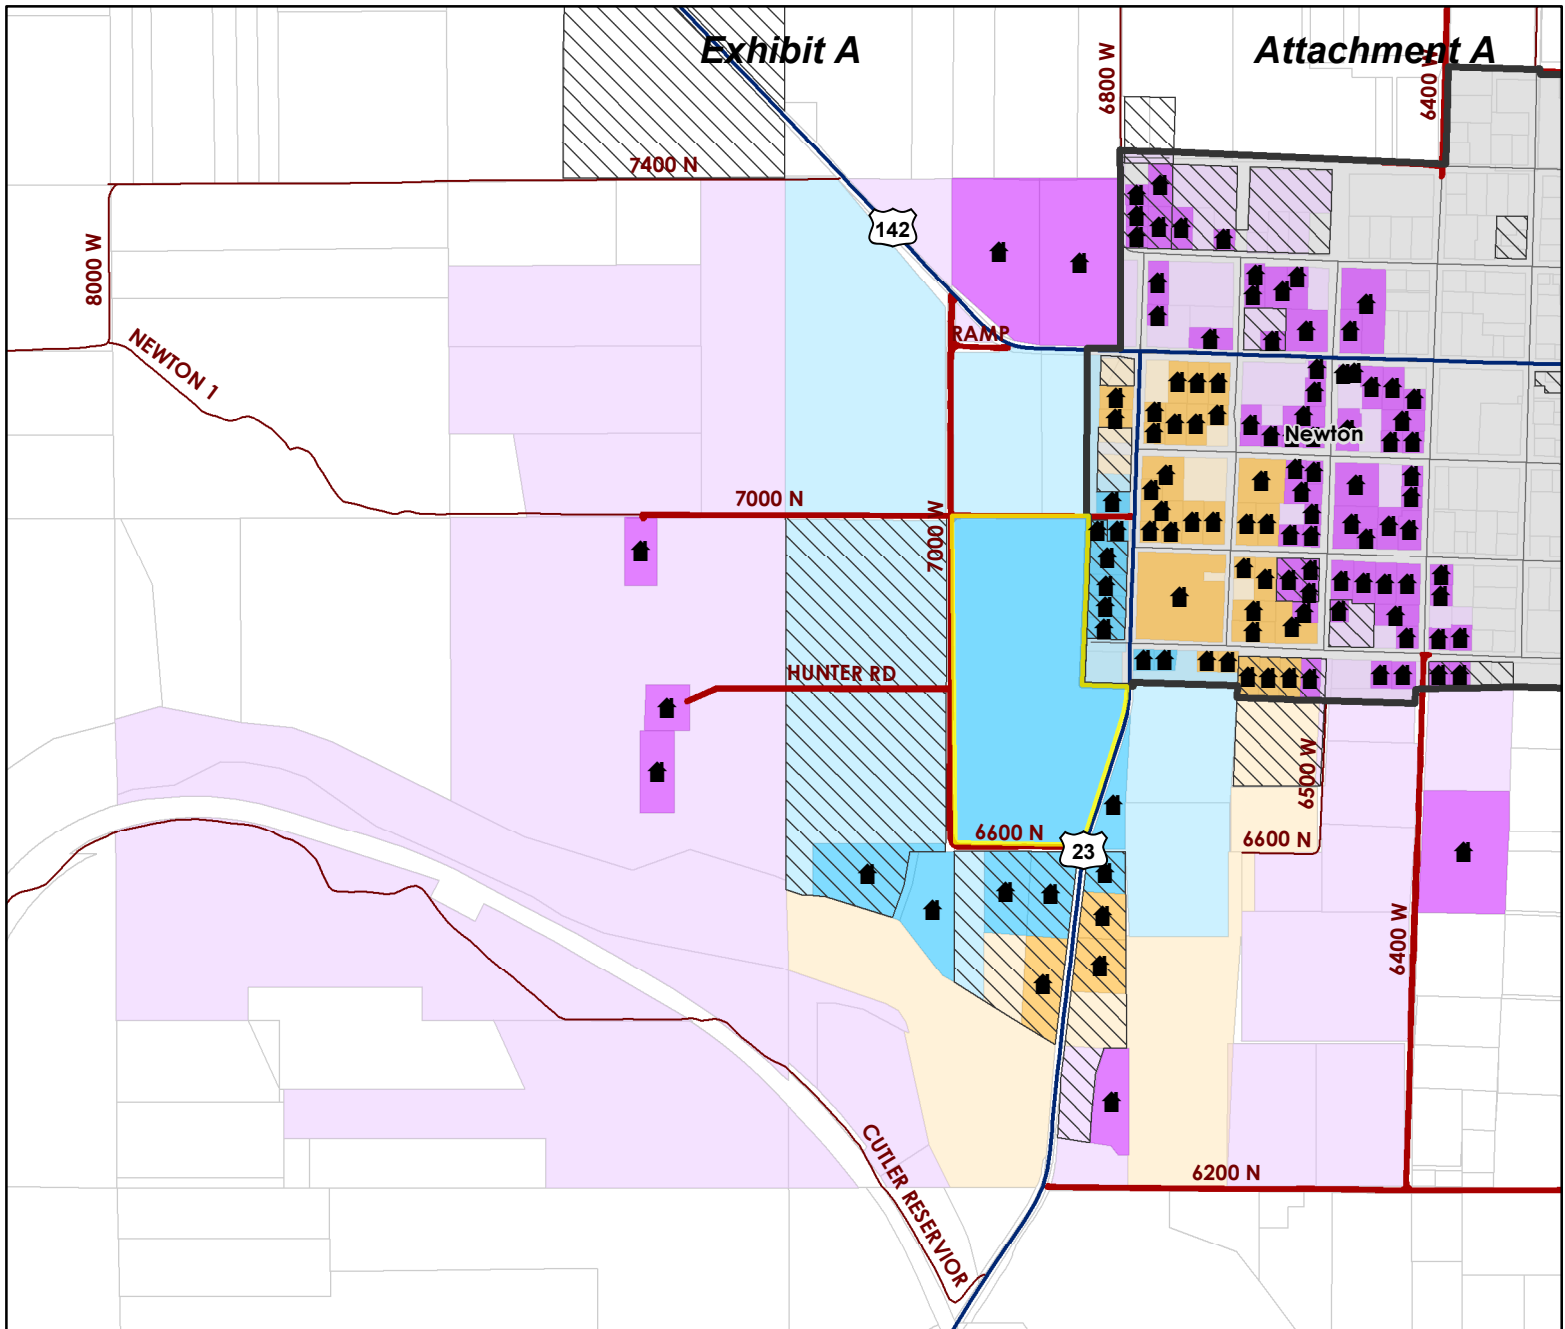 Exhibit A
Attachment A
6800 W
6400 W
7400 N
142
8000 W
RAMP
NEWTON 1
Newton
7000 N
7000 W
HUNTER RD
6500 W
6600 N
23
6600 N
6400 W
CUTLER RESERVIOR
6200 N